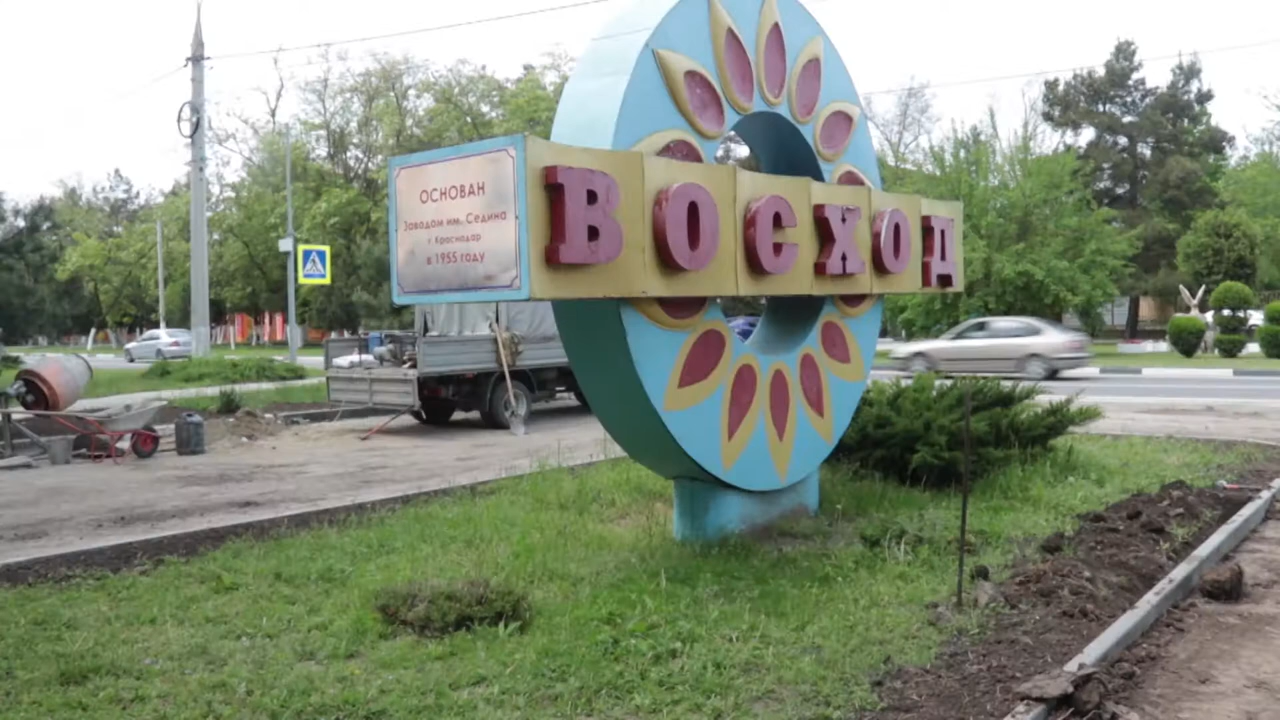 ОСНОВАН
Заводом им. Седина
г Краснодар
в 1955 году
ВОСХОД